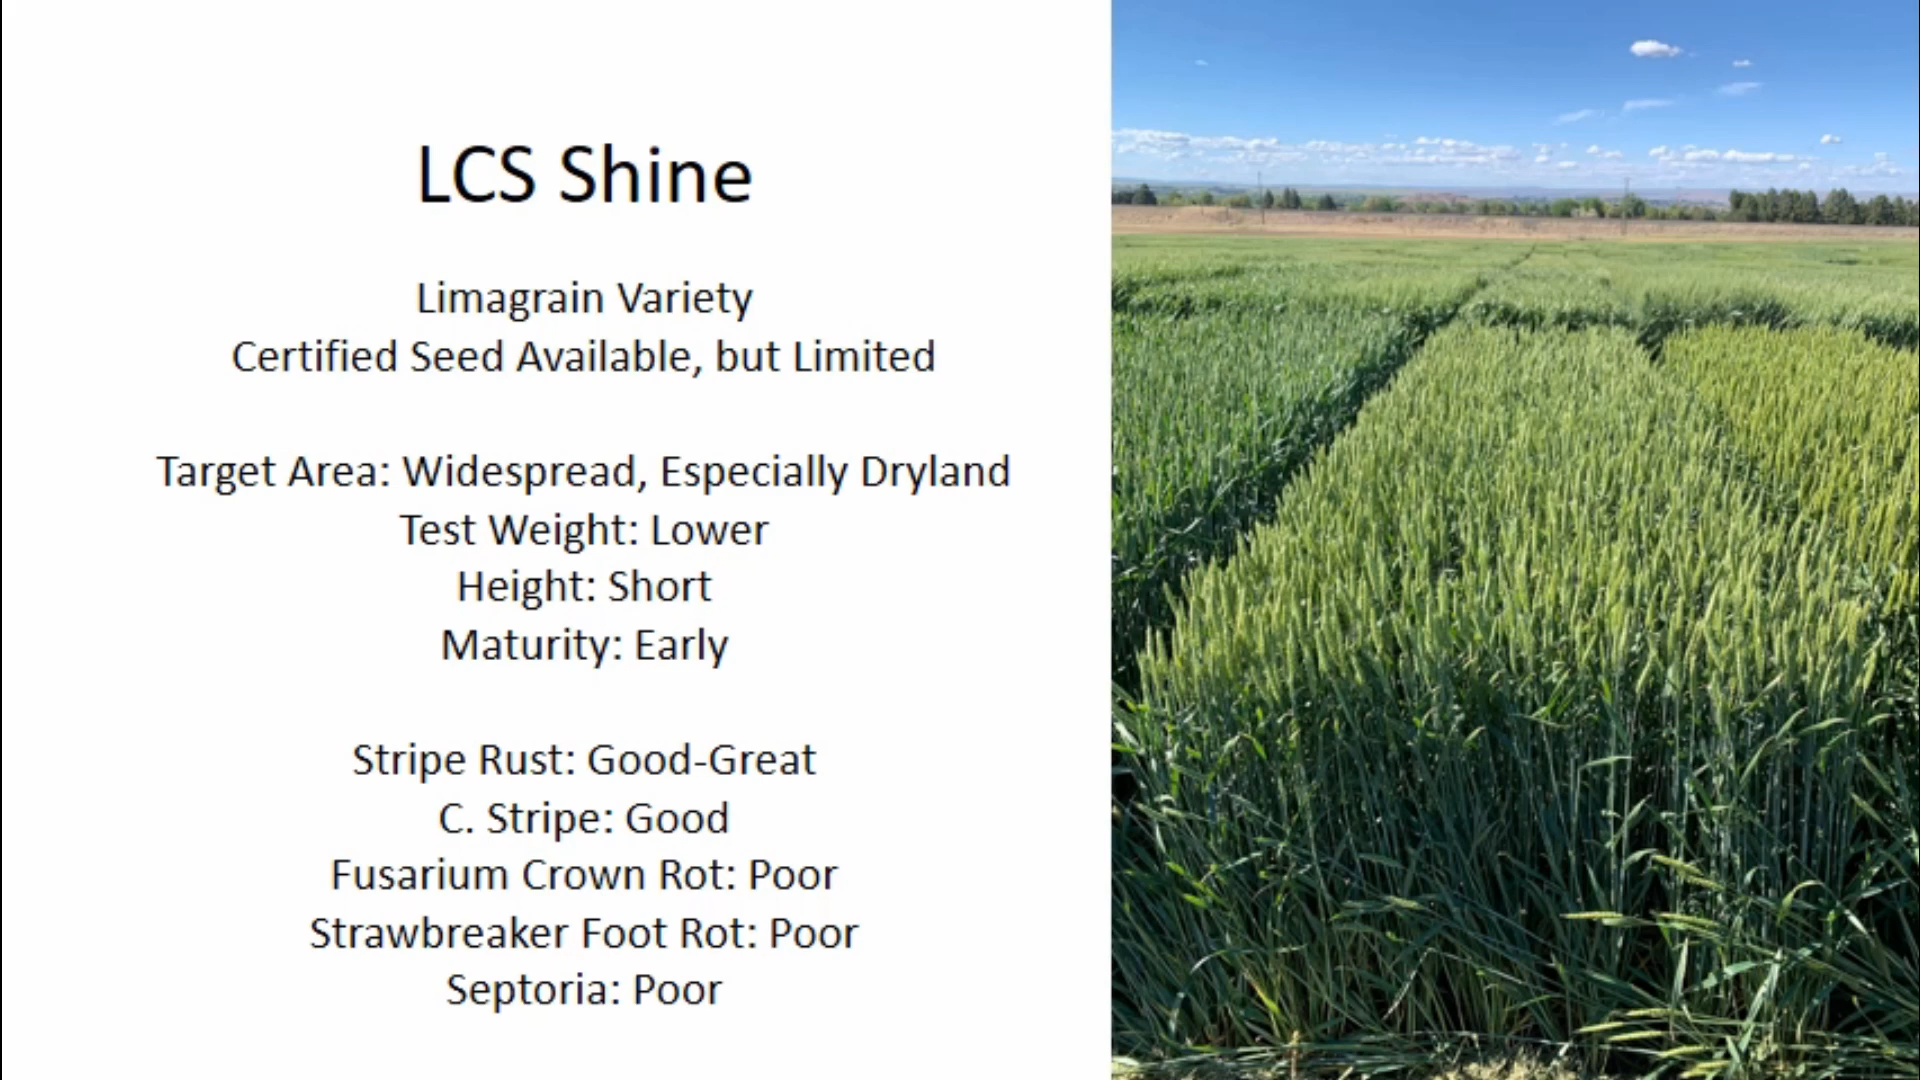 LCS Shine
Limagrain Variety
Certified Seed Available, but Limited
Target Area: Widespread, Especially Dryland
Test Weight: Lower
Height: Short
Maturity: Early
Stripe Rust: Good-Great
C. Stripe: Good
Fusarium Crown Rot: Poor
Strawbreaker Foot Rot: Poor
Septoria: Poor